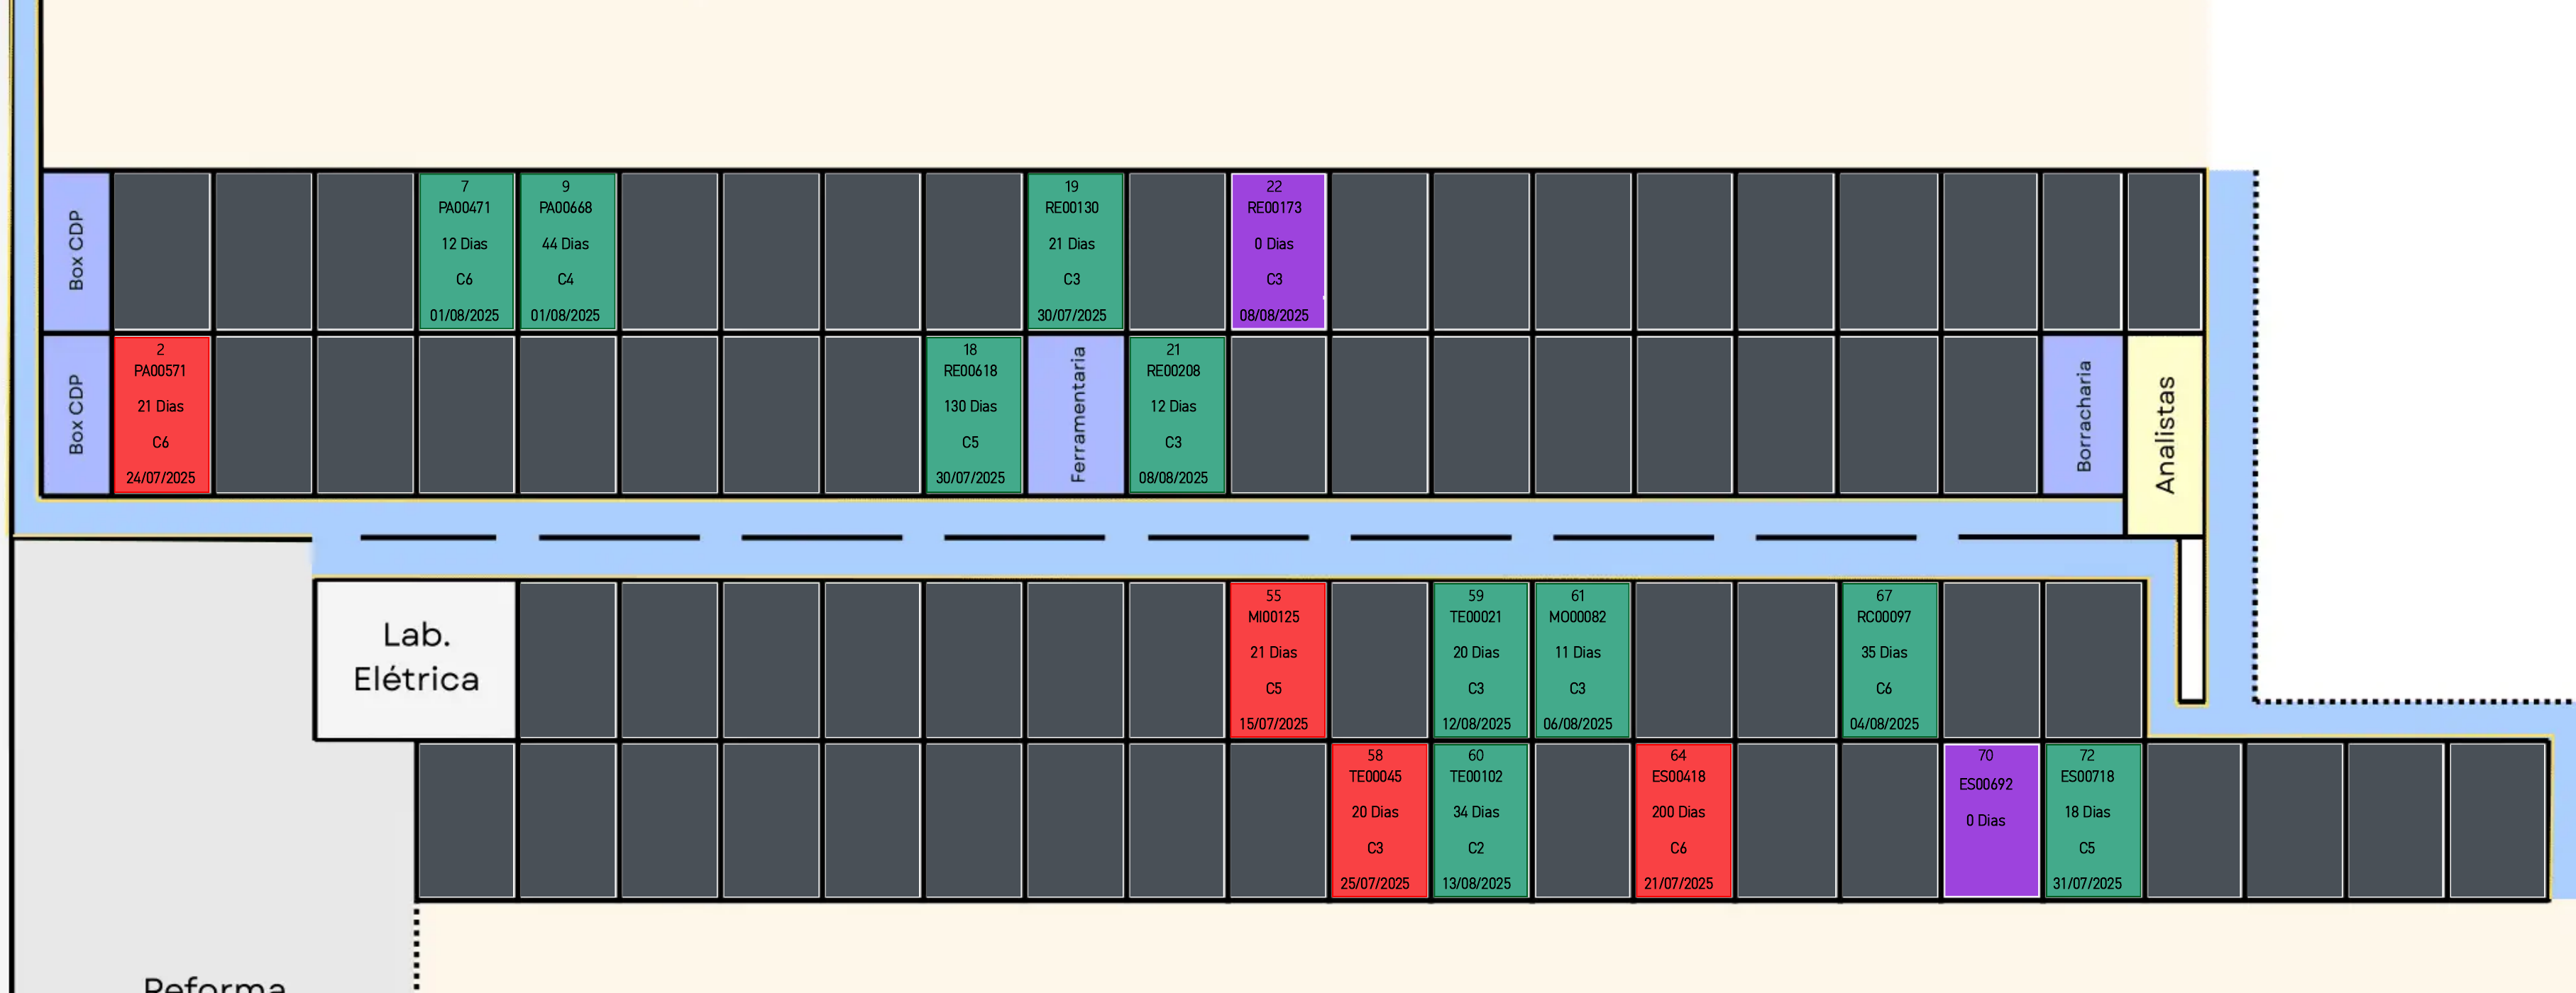 Box CDP
7
PA00471
12 Dias
C6
01/08/2025
9
PA00668
44 Dias
C4
01/08/2025
19
RE00130
21 Dias
C3
30/07/2025
22
RE00173
0 Dias
C3
08/08/2025
Box CDP
2
PA00571
21 Dias
C6
24/07/2025
18
RE00618
130 Dias
C5
30/07/2025
Ferramentaria
21
RE00208
12 Dias
C3
08/08/2025
Borracharia
Analistas
Lab.
Elétrica
55
MI00125
21 Dias
C5
15/07/2025
59
TE00021
20 Dias
C3
12/08/2025
61
MO00082
11 Dias
C3
06/08/2025
67
RC00097
35 Dias
C6
04/08/2025
58
TE00045
20 Dias
C3
25/07/2025
60
TE00102
34 Dias
C2
13/08/2025
64
ES00418
200 Dias
C6
21/07/2025
70
ES00692
0 Dias
72
ES00718
18 Dias
C5
31/07/2025
Reforma